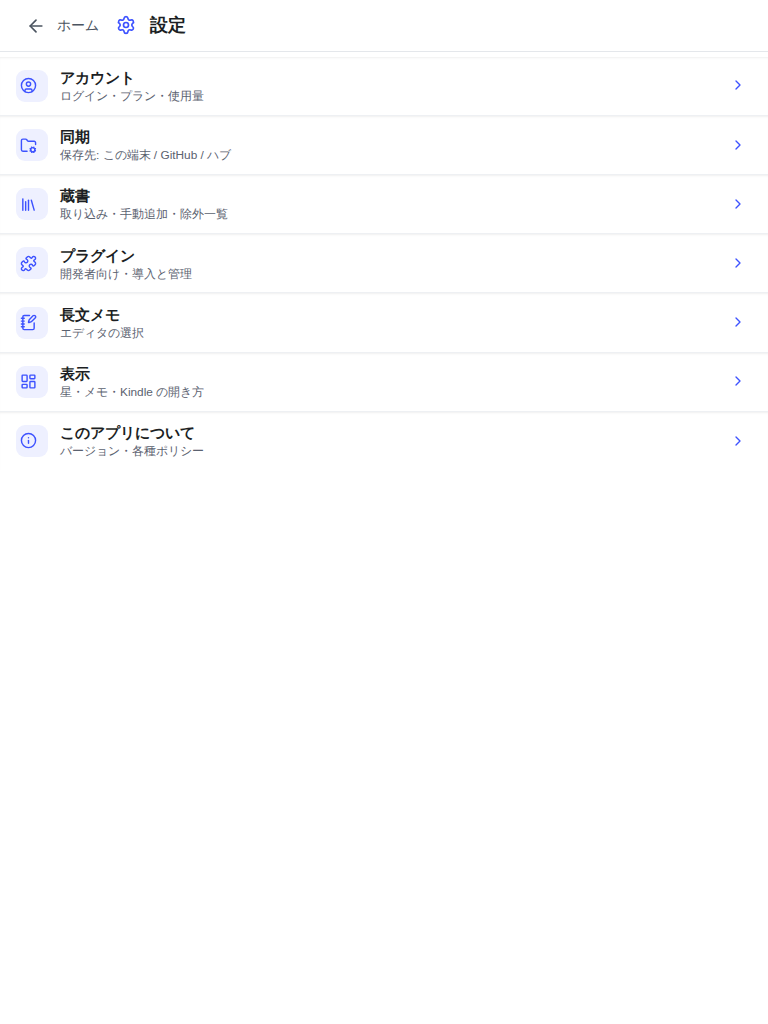 ホーム 設定
アカウント
ログイン・プラン・使用量
同期
保存先: この端末 / GitHub / ハブ
蔵書
取り込み・手動追加・除外一覧
プラグイン
開発者向け・導入と管理
長文メモ
エディタの選択
表示
星・メモ・Kindle の開き方
このアプリについて
バージョン・各種ポリシー